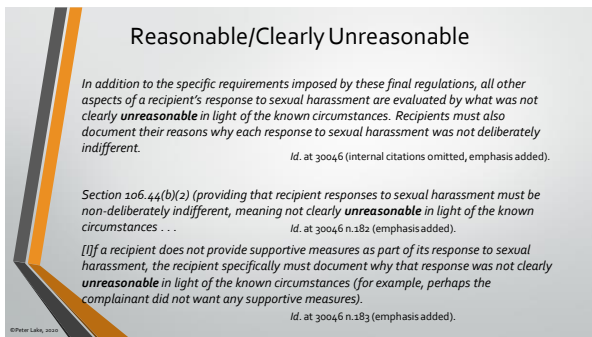 Reasonable/Clearly Unreasonable
In addition to the specific requirements imposed by these final regulations, all other
aspects of a recipient's response to sexual harassment are evaluated by what was not
clearly unreasonable in light of the known circumstances. Recipients must also
document their reasons why each response to sexual harassment was not deliberately
indifferent.
Id. at 30046 (internal citations omitted, emphasis added).
Section 106.44(b)(2) (providing that recipient responses to sexual harassment must be
non-deliberately indifferent, meaning not clearly unreasonable in light of the known
circumstances . . .
Id. at 30046 n.182 (emphasis added).
[I]f a recipient does not provide supportive measures as part of its response to sexual
harassment, the recipient specifically must document why that response was not clearly
unreasonable in light of the known circumstances (for example, perhaps the
complainant did not want any supportive measures).
Id. at 30046 n.183 (emphasis added).
©Peter Lake, 2020